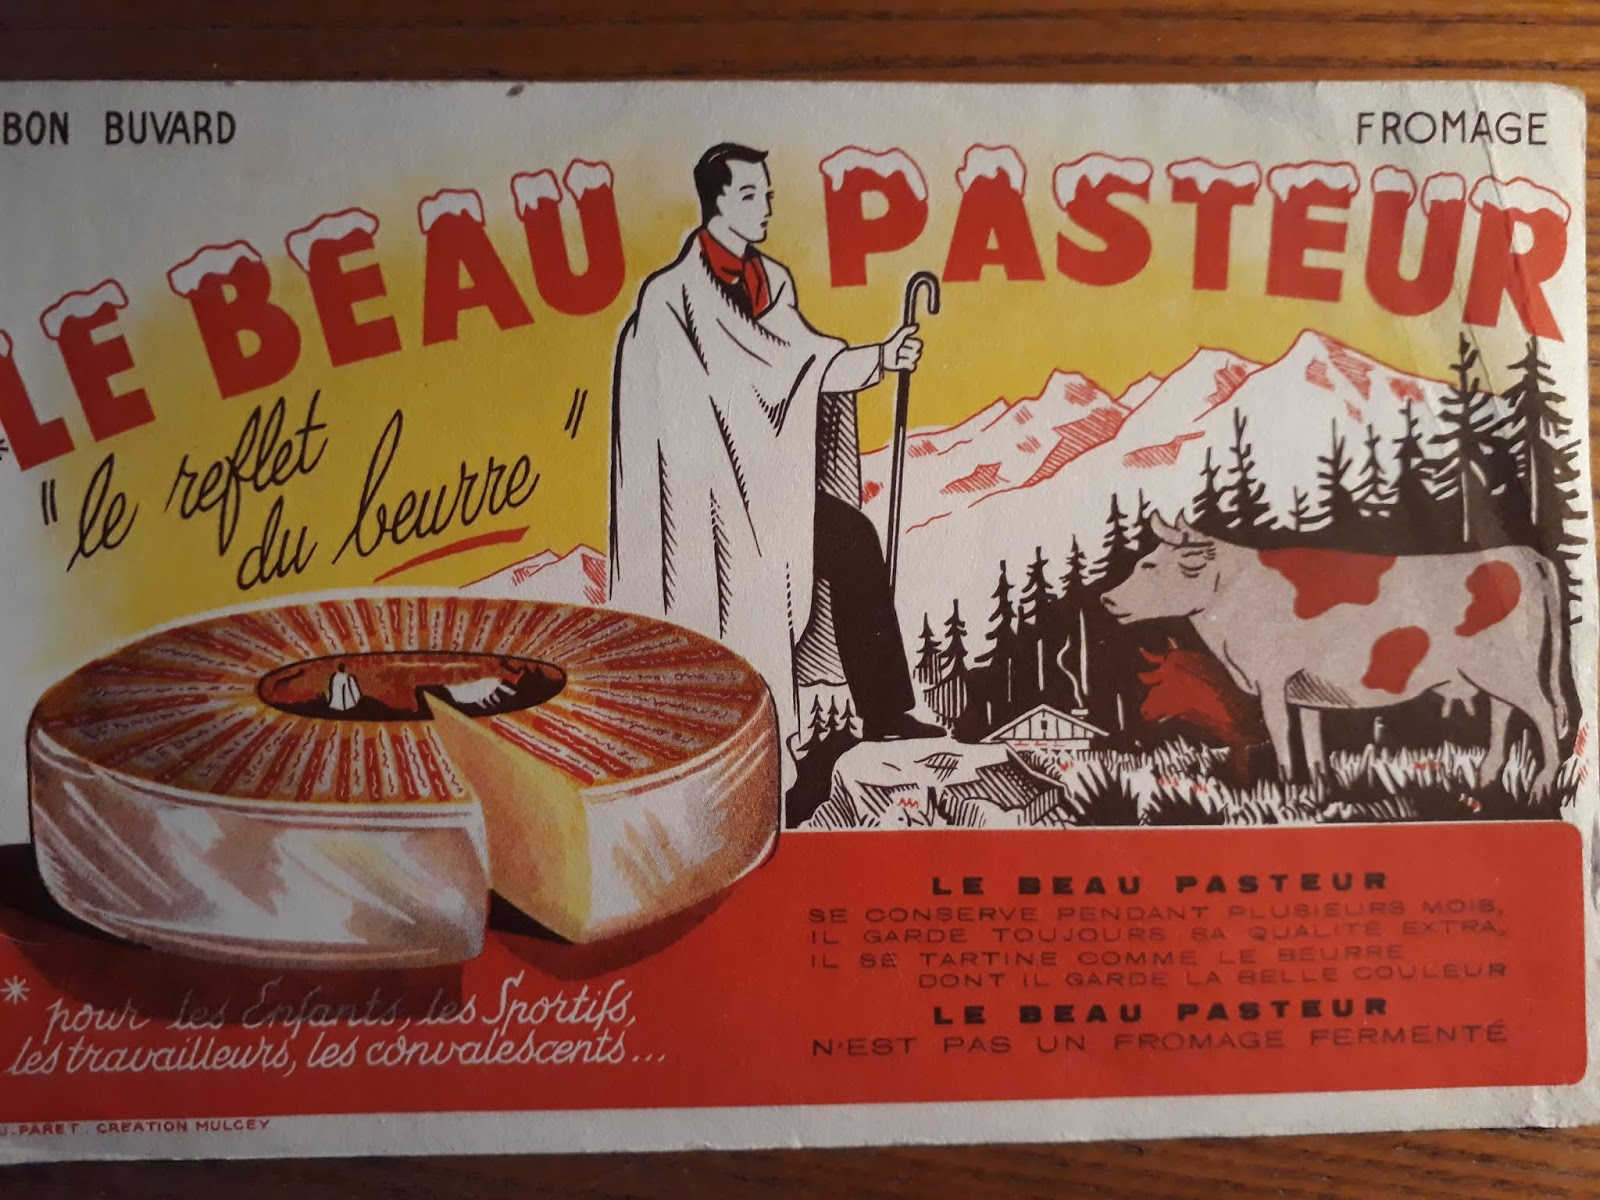 BON BUVARD
FROMAGE
LE BEAU PASTEUR
"le reflet
du beurre"
LE BEAU PASTEUR
SE CONSERVE PENDANT PLUSIEURS MOIS,
IL GARDE TOUJOURS SA QUALITÉ EXTRA,
IL SE TARTINE COMME LE BEURRE
DONT IL GARDE LA BELLE COULEUR
LE BEAU PASTEUR
N'EST PAS UN FROMAGE FERMENTÉ
* pour les Enfants, les Sportifs,
les travailleurs, les convalescents...
J. PARET. CREATION MULCEY